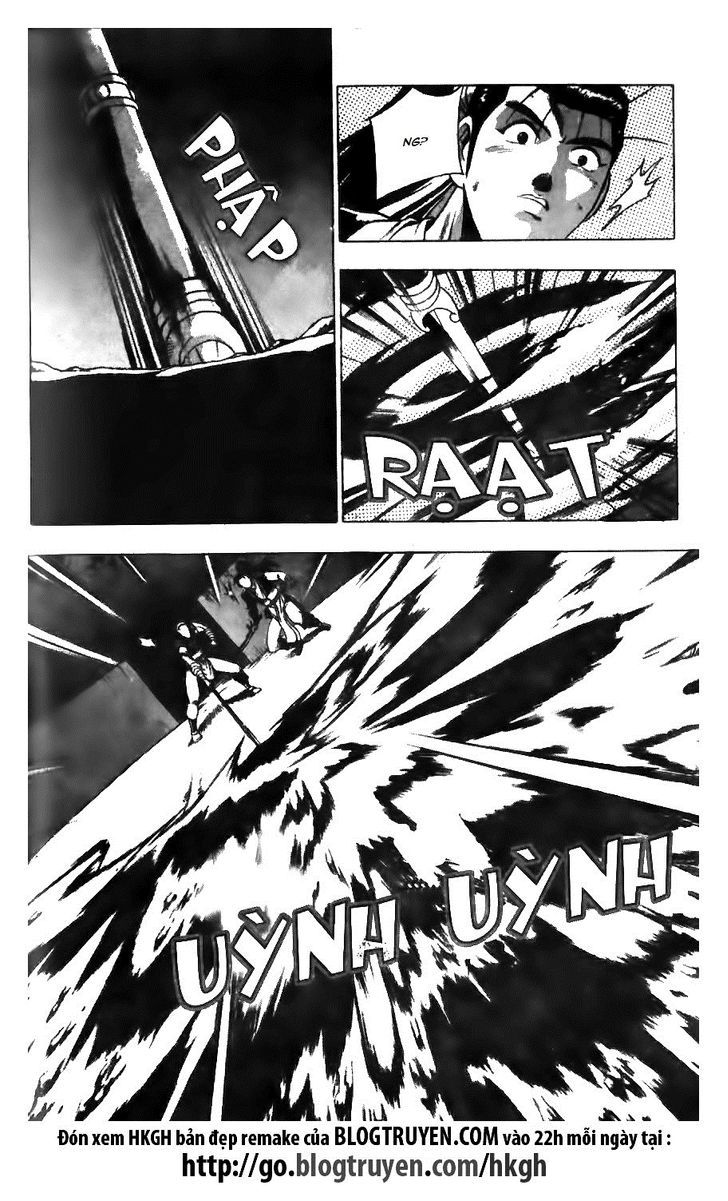 PHẬP
NG?
RẠẠT
UỲNH UỲNH
Đón xem HKGH bản đẹp remake của BLOGTRUYEN.COM vào 22h mỗi ngày tại :
http://go.blogtruyen.com/hkgh